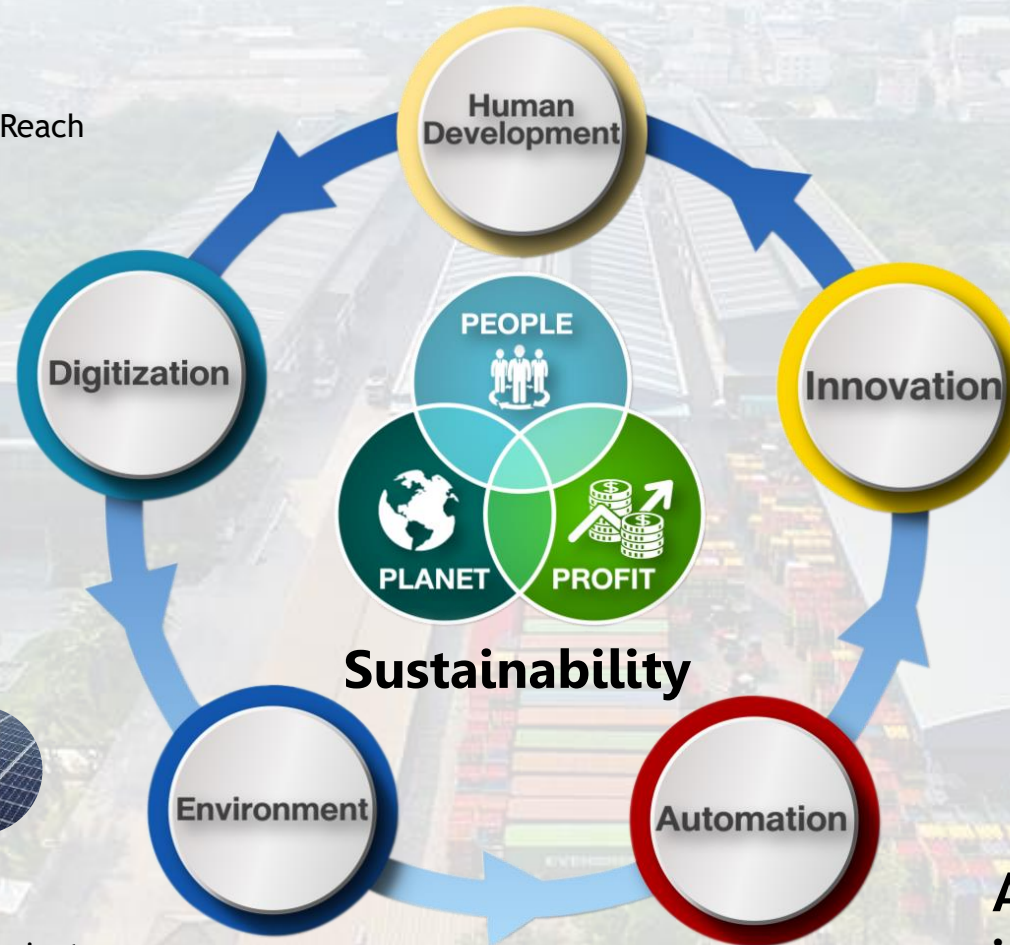 Reach
Human
Development
PEOPLE
Digitization
Innovation
PLANET
PROFIT
Sustainability
Environment
Automation